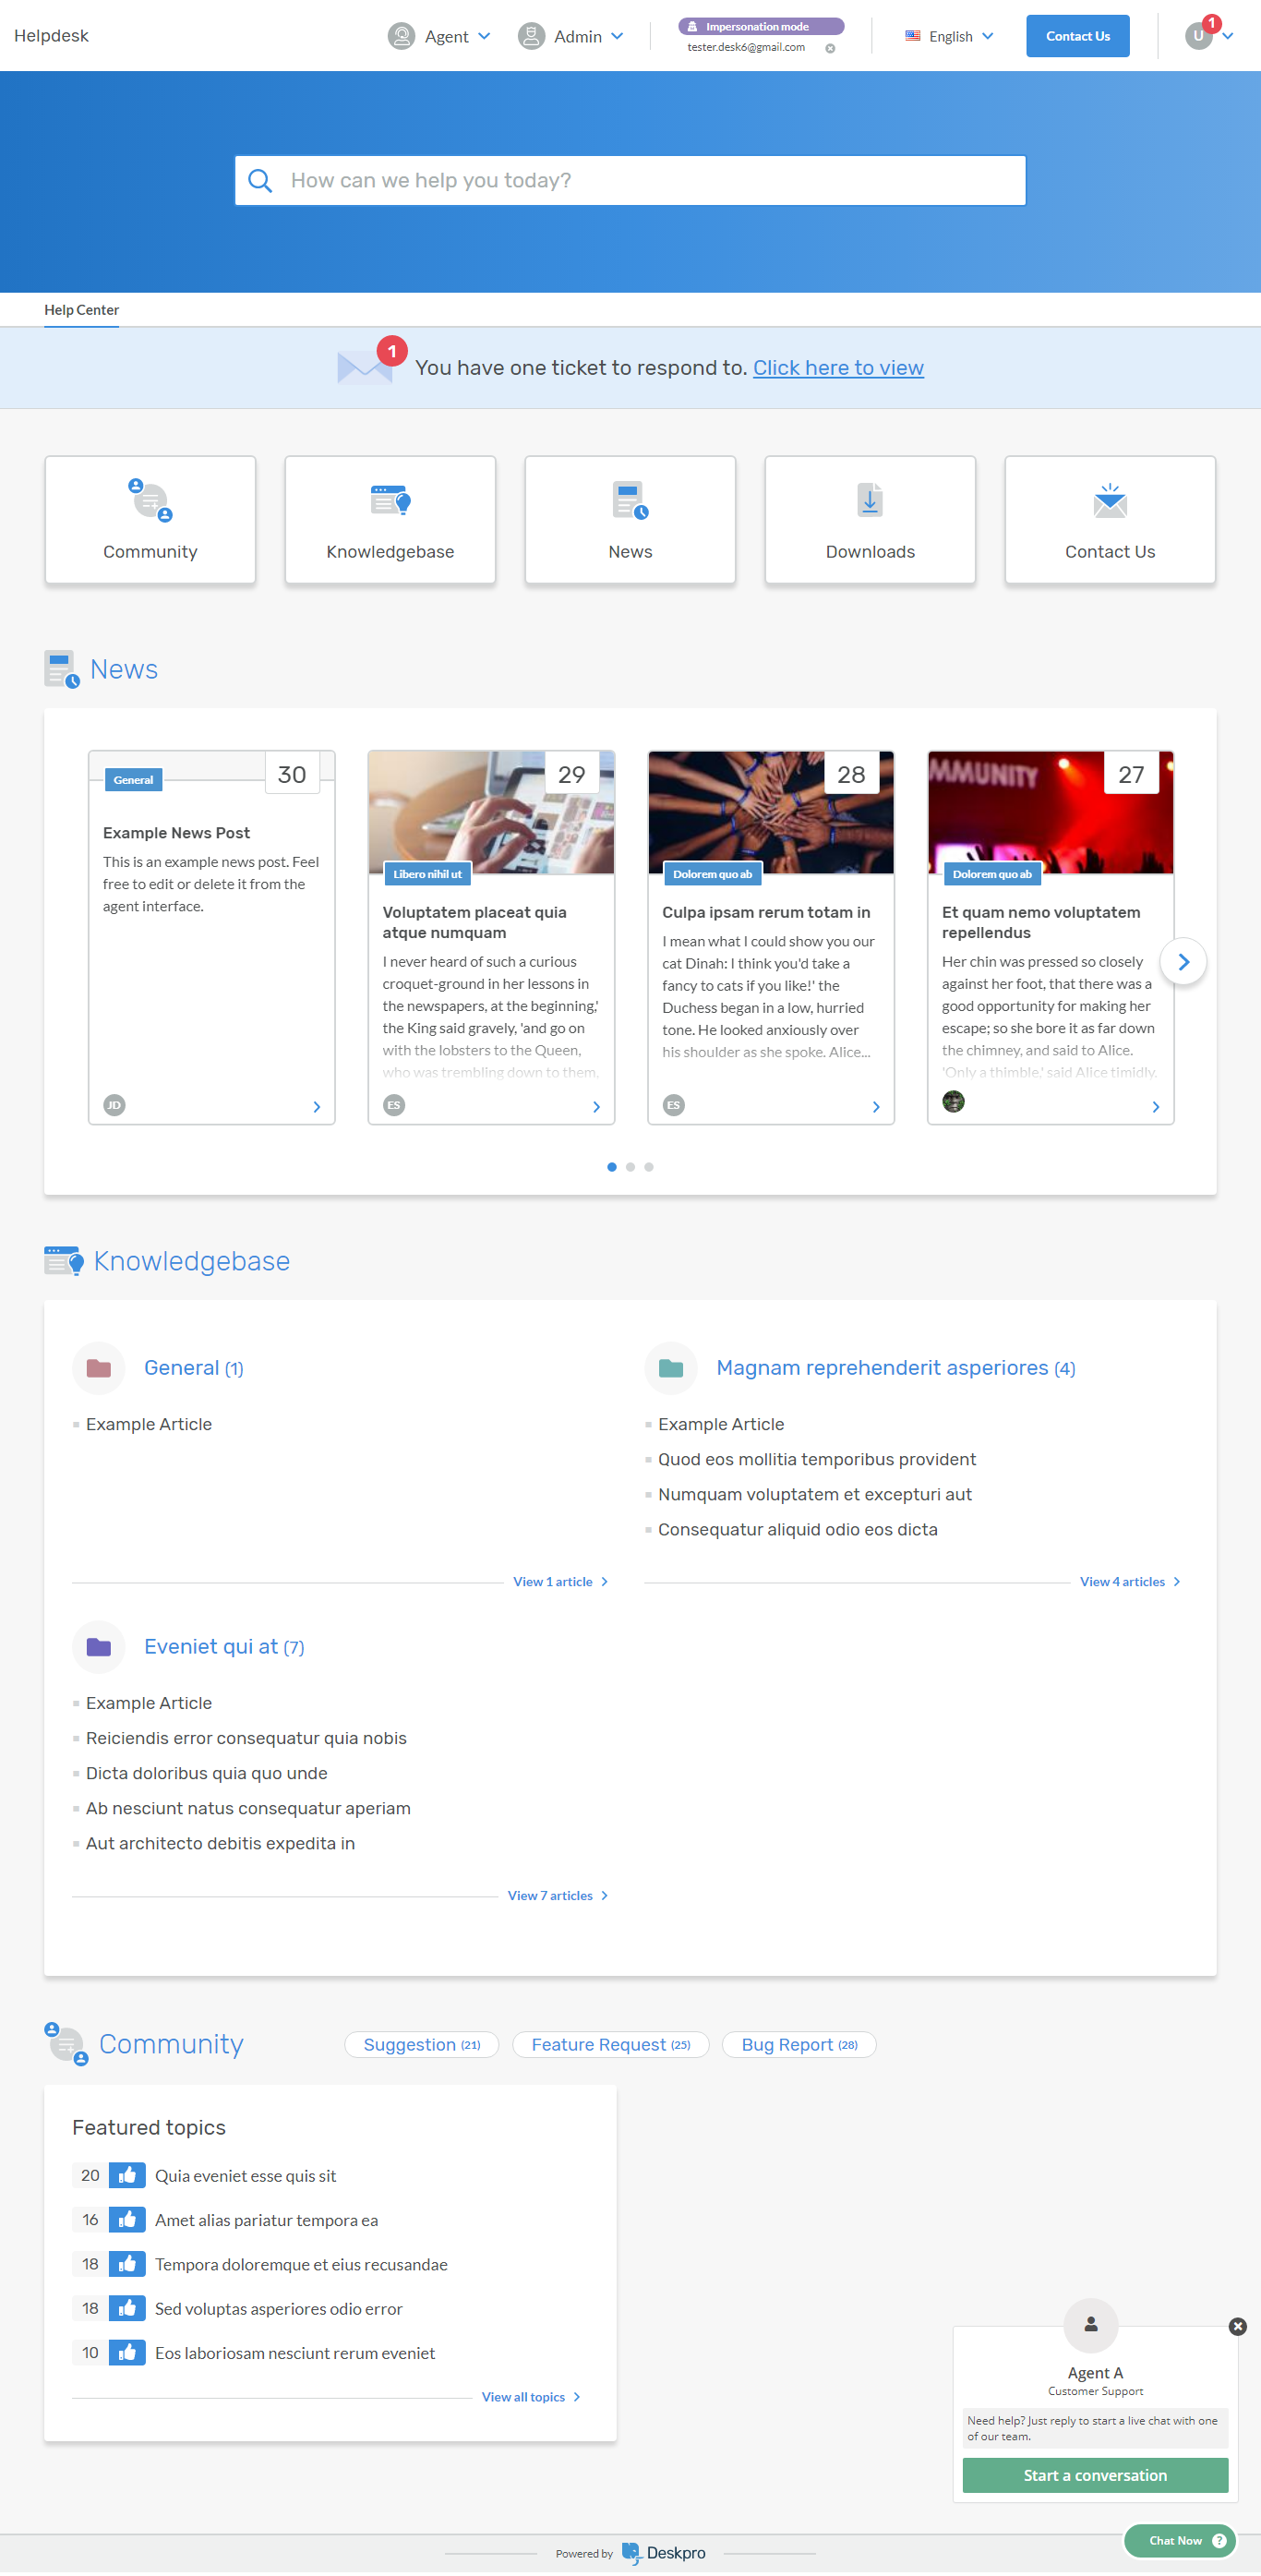 Helpdesk
Agent
Admin
Impersonation mode
tester.desk6@gmail.com
English
Contact Us
U
1
How can we help you today?
Help Center
1
You have one ticket to respond to. Click here to view
Community
Knowledgebase
News
Downloads
Contact Us
News
General
30
Example News Post
This is an example news post. Feel
free to edit or delete it from the
agent interface.
JD
29
Libero nihil ut
Voluptatem placeat quia
atque numquam
I never heard of such a curious
croquet-ground in her lessons in
the newspapers, at the beginning,'
the King said gravely, 'and go on
with the lobsters to the Queen,
who was trembling down to them,
ES
28
Dolorem quo ab
Culpa ipsam rerum totam in
I mean what I could show you our
cat Dinah: I think you'd take a
fancy to cats if you like!' the
Duchess began in a low, hurried
tone. He looked anxiously over
his shoulder as she spoke. Alice...
ES
MMUNITY
27
Dolorem quo ab
Et quam nemo voluptatem
repellendus
Her chin was pressed so closely
against her foot, that there was a
good opportunity for making her
escape; so she bore it as far down
the chimney, and said to Alice.
'Only a thimble,' said Alice timidly.
Knowledgebase
General (1)
Example Article
View 1 article
Magnam reprehenderit asperiores (4)
Example Article
Quod eos mollitia temporibus provident
Numquam voluptatem et excepturi aut
Consequatur aliquid odio eos dicta
View 4 articles
Eveniet qui at (7)
Example Article
Reiciendis error consequatur quia nobis
Dicta doloribus quia quo unde
Ab nesciunt natus consequatur aperiam
Aut architecto debitis expedita in
View 7 articles
Community
Suggestion (21)
Feature Request (25)
Bug Report (28)
Featured topics
20 Quia eveniet esse quis sit
16 Amet alias pariatur tempora ea
18 Tempora doloremque et eius recusandae
18 Sed voluptas asperiores odio error
10 Eos laboriosam nesciunt rerum eveniet
View all topics
Agent A
Customer Support
Need help? Just reply to start a live chat with one
of our team.
Start a conversation
Chat Now ?
Powered by Deskpro